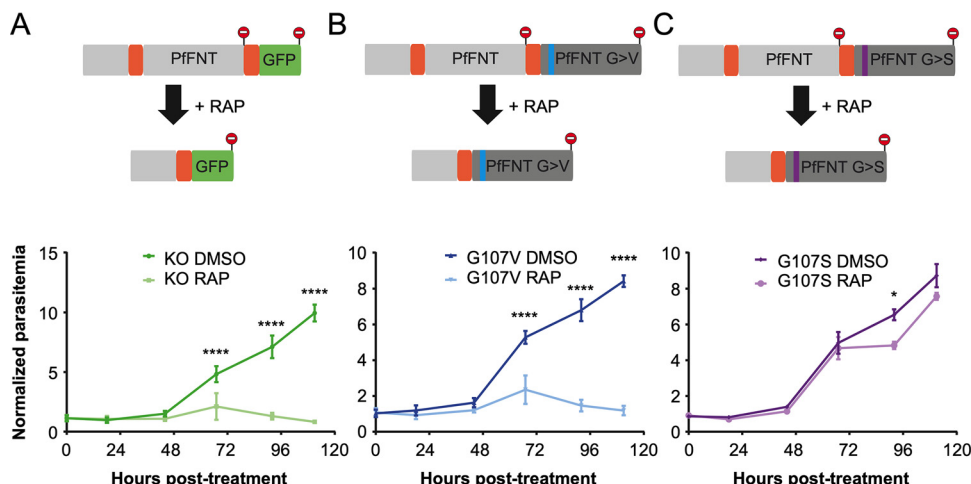 A
PfFNT
GFP
+ RAP
GFP
B
PfFNT
PfFNT G>V
+ RAP
PfFNT G>V
C
PfFNT
PfFNT G>S
+ RAP
PfFNT G>S
Normalized parasitemia
15
10
5
0
KO DMSO
KO RAP
****
****
****
0 24 48 72 96 120
Hours post-treatment
10
8
6
4
2
0
G107V DMSO
G107V RAP
****
****
****
0 24 48 72 96 120
Hours post-treatment
10
8
6
4
2
0
G107S DMSO
G107S RAP
*
0 24 48 72 96 120
Hours post-treatment